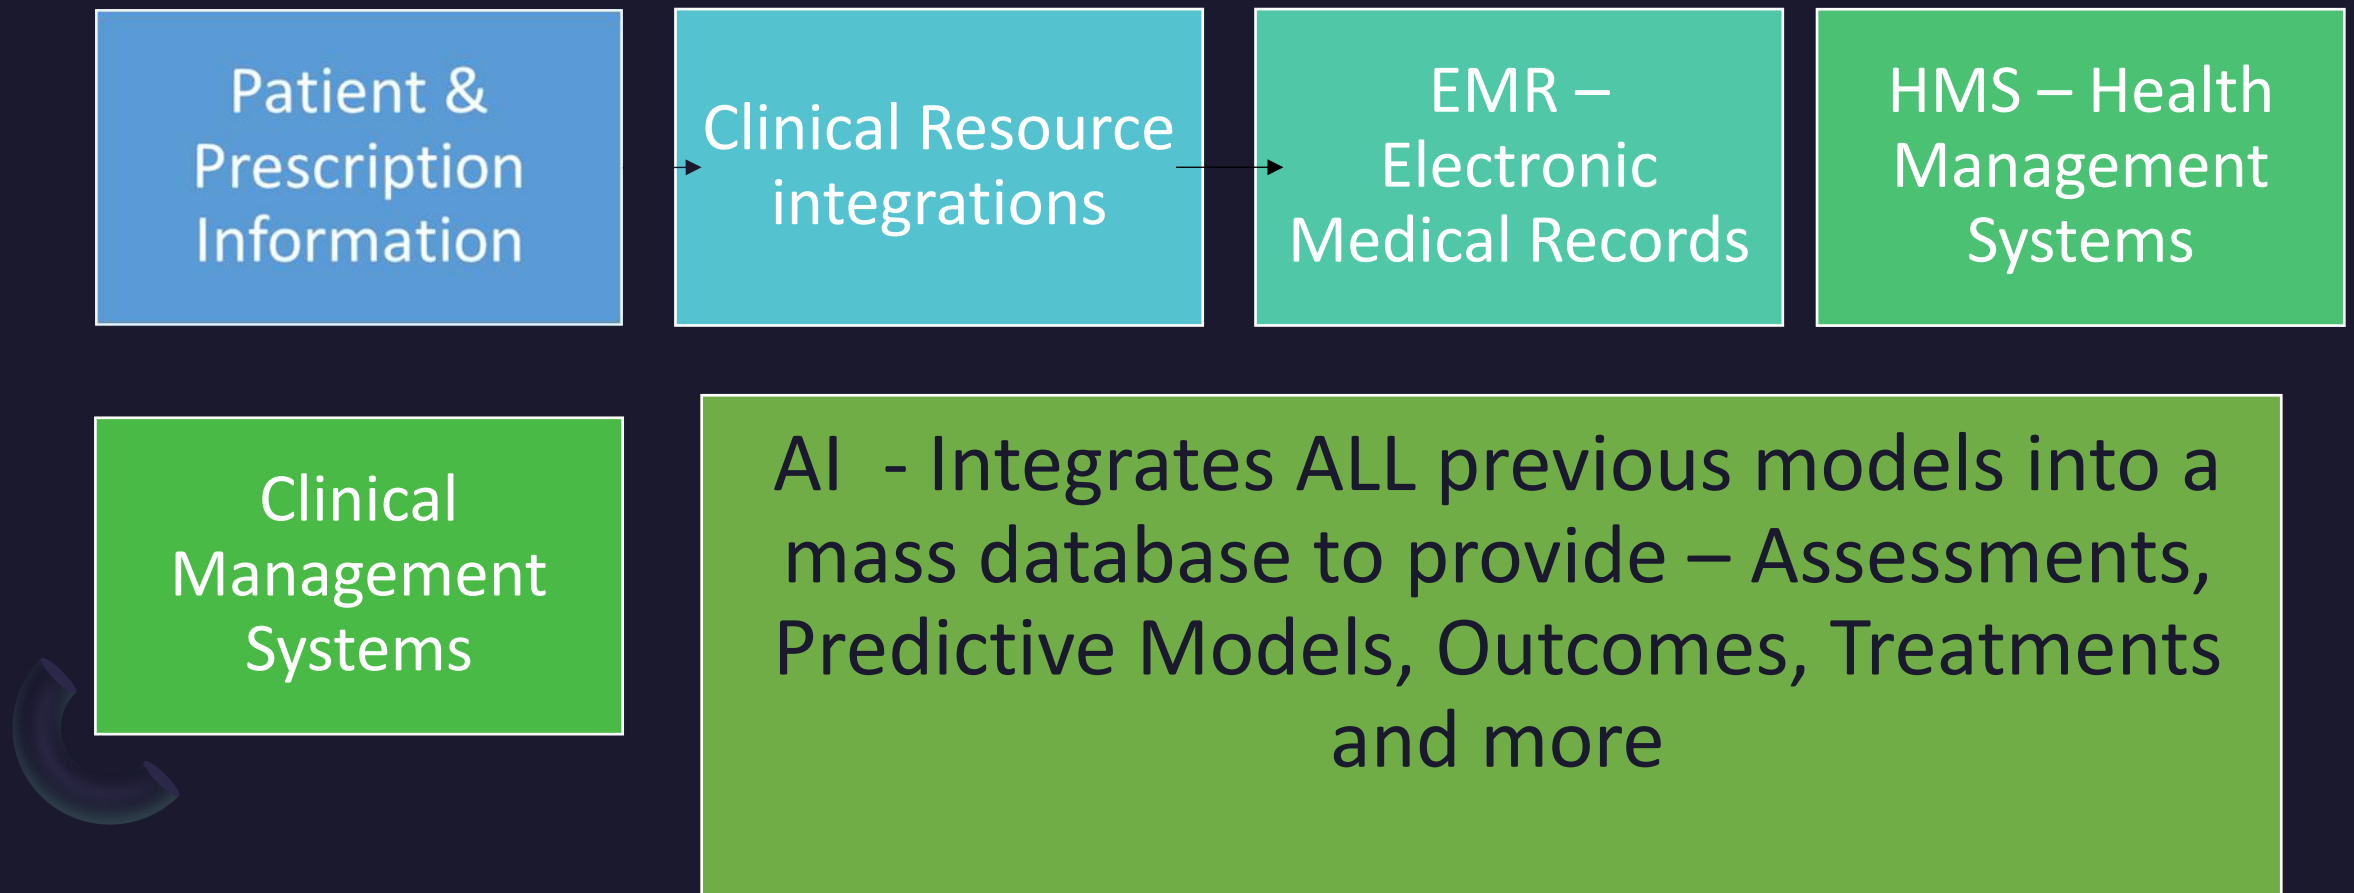 Patient &
Prescription
Information
Clinical Resource
integrations
EMR –
Electronic
Medical Records
HMS – Health
Management
Systems
Clinical
Management
Systems
AI  - Integrates ALL previous models into a
mass database to provide – Assessments,
Predictive Models, Outcomes, Treatments
and more